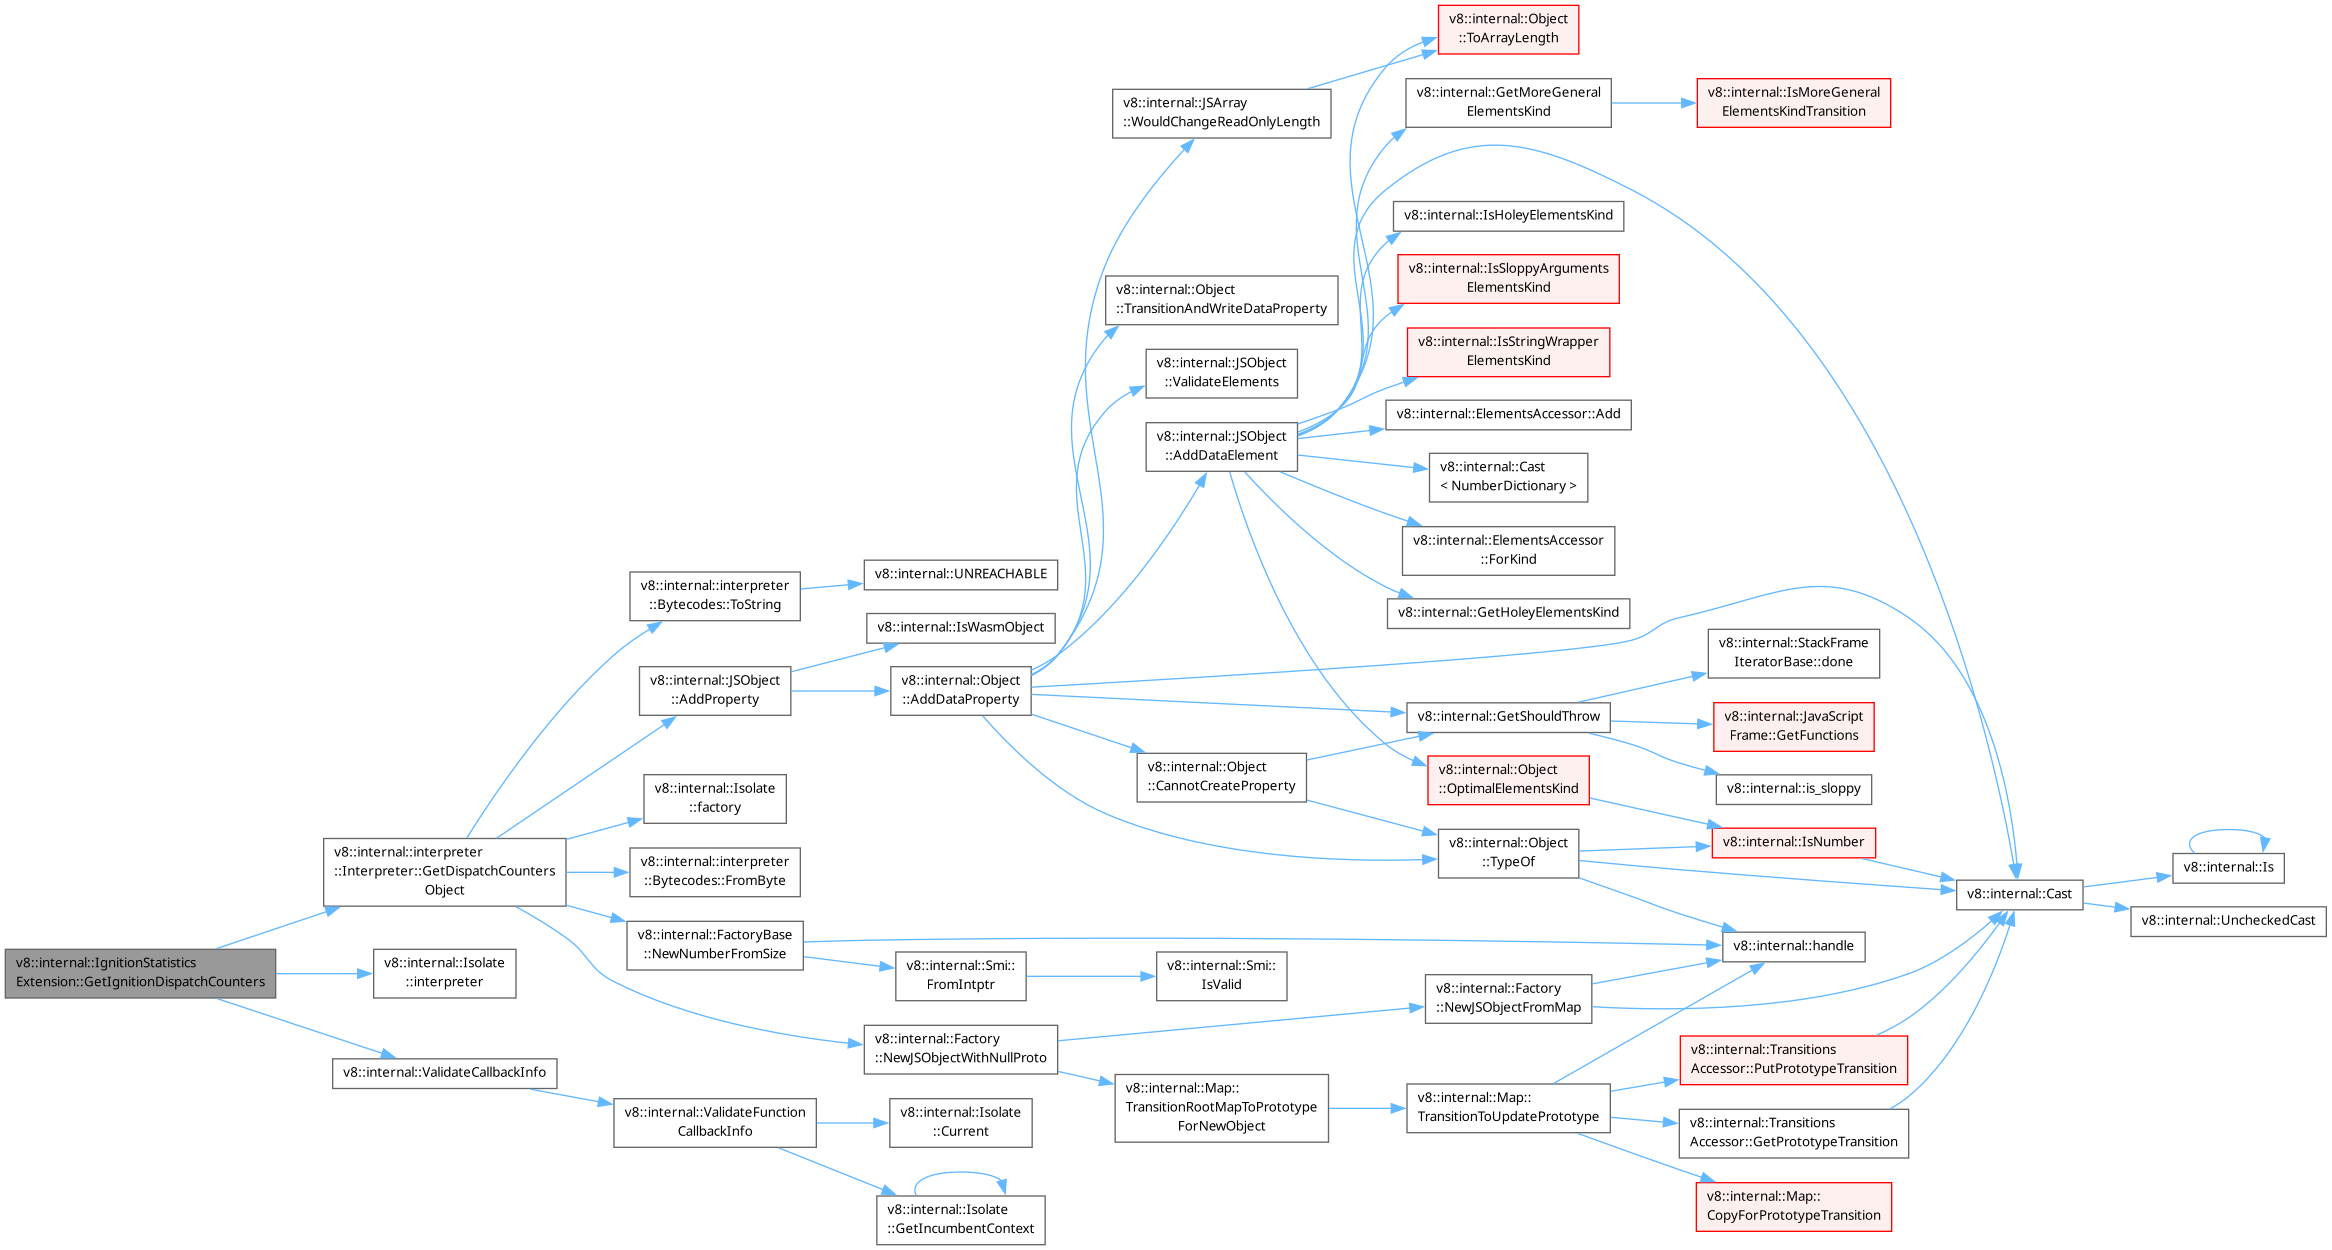 v8::internal::IgnitionStatistics
Extension::GetIgnitionDispatchCounters
v8::internal::interpreter
::Interpreter::GetDispatchCounters
Object
v8::internal::Isolate
::interpreter
v8::internal::ValidateCallbackInfo
v8::internal::interpreter
::Bytecodes::ToString
v8::internal::JSObject
::AddProperty
v8::internal::Isolate
::factory
v8::internal::interpreter
::Bytecodes::FromByte
v8::internal::FactoryBase
::NewNumberFromSize
v8::internal::ValidateFunction
CallbackInfo
v8::internal::UNREACHABLE
v8::internal::IsWasmObject
v8::internal::Object
::AddDataProperty
v8::internal::Smi::
FromIntptr
v8::internal::Factory
::NewJSObjectWithNullProto
v8::internal::Isolate
::Current
v8::internal::Isolate
::GetIncumbentContext
v8::internal::JSArray
::WouldChangeReadOnlyLength
v8::internal::Object
::TransitionAndWriteDataProperty
v8::internal::JSObject
::ValidateElements
v8::internal::JSObject
::AddDataElement
v8::internal::Object
::CannotCreateProperty
v8::internal::Smi::
IsValid
v8::internal::Map::
TransitionRootMapToPrototype
ForNewObject
v8::internal::Object
::ToArrayLength
v8::internal::GetMoreGeneral
ElementsKind
v8::internal::IsHoleyElementsKind
v8::internal::IsSloppyArguments
ElementsKind
v8::internal::IsStringWrapper
ElementsKind
v8::internal::ElementsAccessor::Add
v8::internal::Cast
< NumberDictionary >
v8::internal::ElementsAccessor
::ForKind
v8::internal::GetHoleyElementsKind
v8::internal::GetShouldThrow
v8::internal::Object
::OptimalElementsKind
v8::internal::Object
::TypeOf
v8::internal::Factory
::NewJSObjectFromMap
v8::internal::Map::
TransitionToUpdatePrototype
v8::internal::IsMoreGeneral
ElementsKindTransition
v8::internal::StackFrame
IteratorBase::done
v8::internal::JavaScript
Frame::GetFunctions
v8::internal::is_sloppy
v8::internal::IsNumber
v8::internal::handle
v8::internal::Transitions
Accessor::PutPrototypeTransition
v8::internal::Transitions
Accessor::GetPrototypeTransition
v8::internal::Map::
CopyForPrototypeTransition
v8::internal::Cast
v8::internal::Is
v8::internal::UncheckedCast